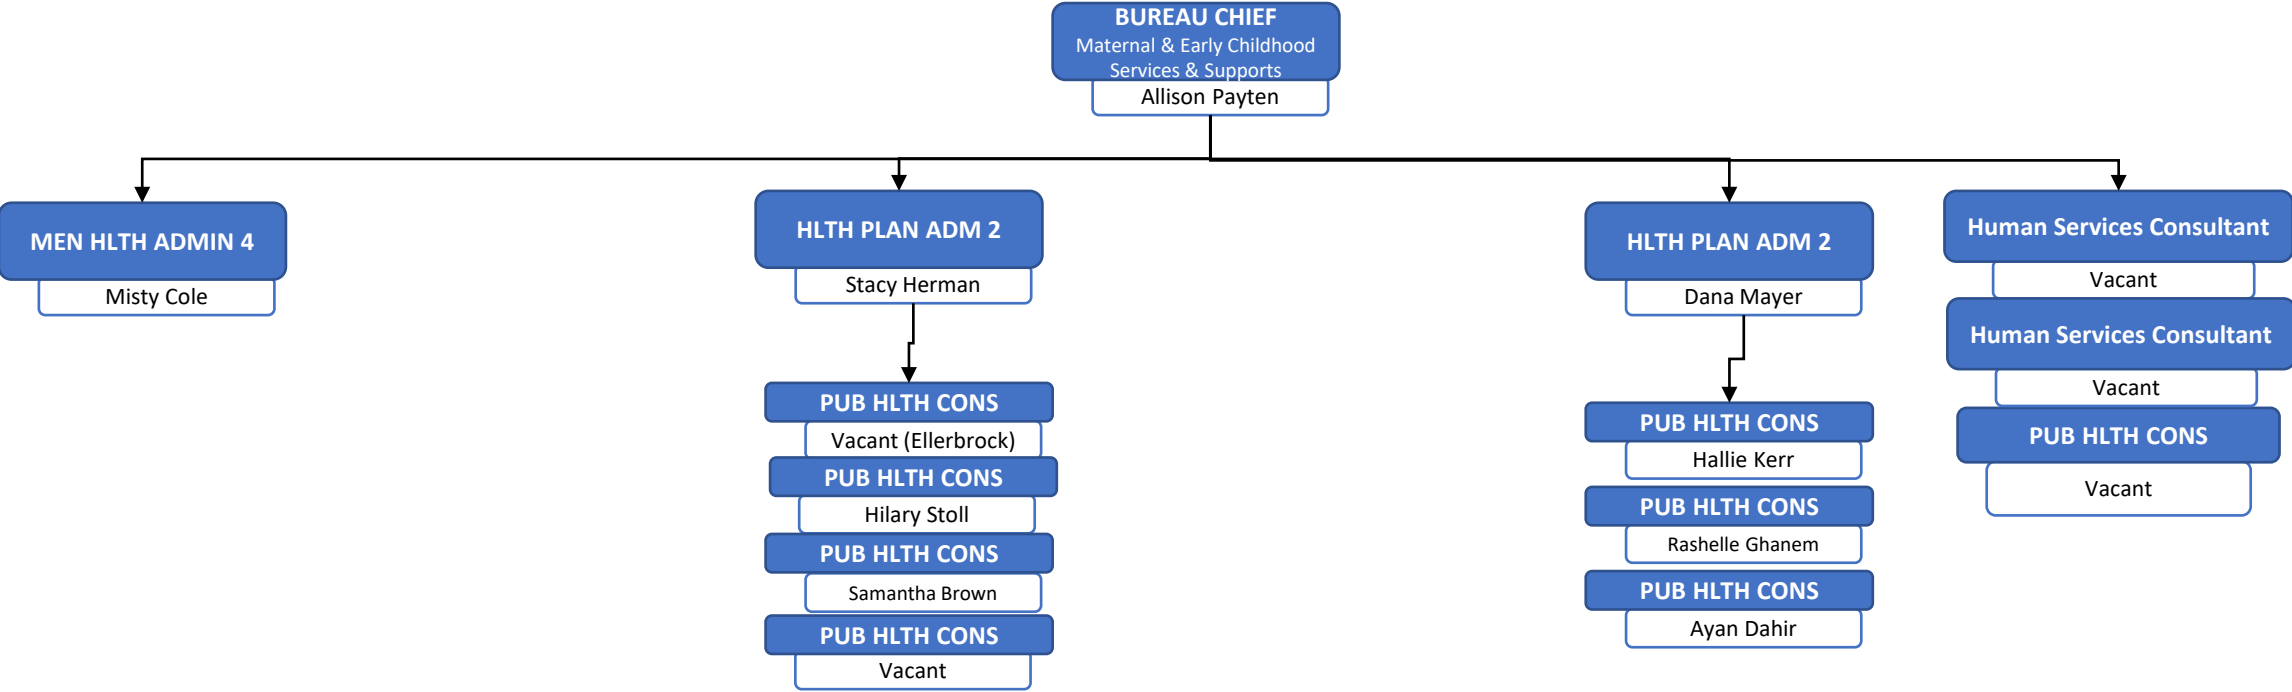 BUREAU CHIEF
Maternal & Early Childhood
Services & Supports
Allison Payten
MEN HLTH ADMIN 4
Misty Cole
HLTH PLAN ADM 2
Stacy Herman
PUB HLTH CONS
Vacant (Ellerbrock)
PUB HLTH CONS
Hilary Stoll
PUB HLTH CONS
Samantha Brown
PUB HLTH CONS
Vacant
HLTH PLAN ADM 2
Dana Mayer
PUB HLTH CONS
Hallie Kerr
PUB HLTH CONS
Rashelle Ghanem
PUB HLTH CONS
Ayan Dahir
Human Services Consultant
Vacant
Human Services Consultant
Vacant
PUB HLTH CONS
Vacant